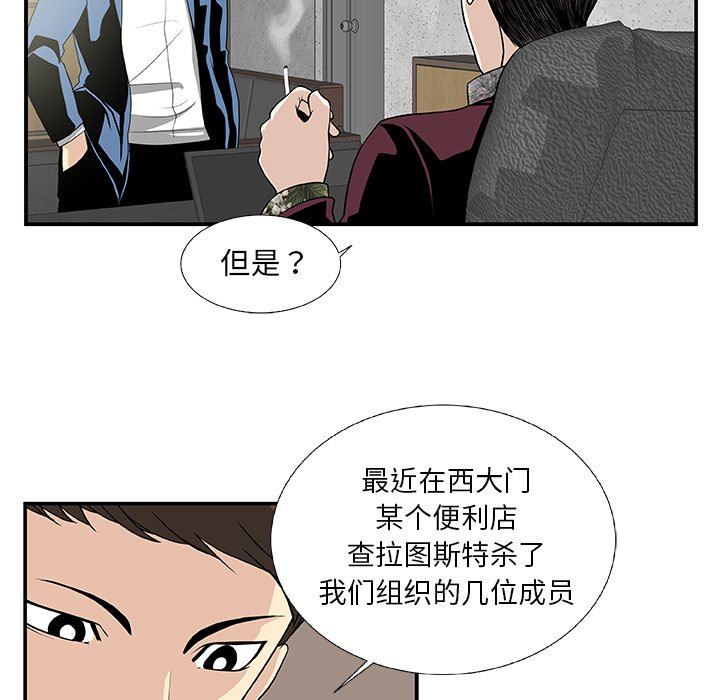 但是？
最近在西大门
某个便利店
查拉图斯特杀了
我们组织的几位成员